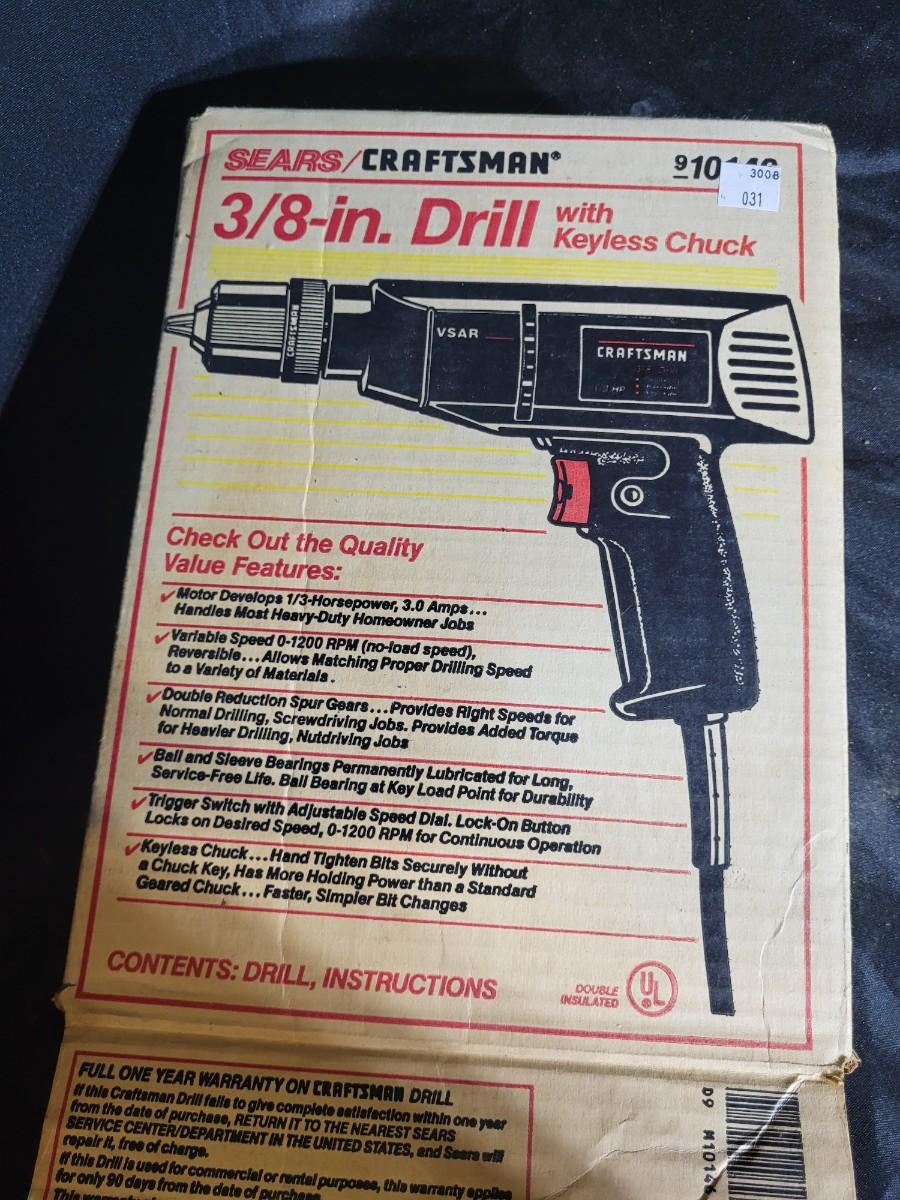 SEARS/CRAFTSMAN®
910
3008
031
3/8-in. Drill with
Keyless Chuck
CRAFTSMAN
VSAR
CRAFTSMAN
HP
Check Out the Quality
Value Features:
✓Motor Develops 1/3-Horsepower, 3.0 Amps...
Handles Most Heavy-Duty Homeowner Jobs
✓Variable Speed 0-1200 RPM (no-load speed),
Reversible...Allows Matching Proper Drilling Speed
to a Variety of Materials.
✓Double Reduction Spur Gears...Provides Right Speeds for
Normal Drilling, Screwdriving Jobs. Provides Added Torque
for Heavier Drilling, Nutdriving Jobs
✓Ball and Sleeve Bearings Permanently Lubricated for Long,
Service-Free Life. Ball Bearing at Key Load Point for Durability
✓Trigger Switch with Adjustable Speed Dial. Lock-On Button
Locks on Desired Speed, 0-1200 RPM for Continuous Operation
✓Keyless Chuck...Hand Tighten Bits Securely Without
a Chuck Key, Has More Holding Power than a Standard
Geared Chuck...Faster, Simpler Bit Changes
CONTENTS: DRILL, INSTRUCTIONS
DOUBLE
INSULATED
UL
®
FULL ONE YEAR WARRANTY ON CRAFTSMAN DRILL
If this Craftsman Drill fails to give complete satisfaction within one year
from the date of purchase, RETURN IT TO THE NEAREST SEARS
SERVICE CENTER/DEPARTMENT IN THE UNITED STATES, and Sears will
repair it, free of charge.
If this Drill is used for commercial or rental purposes, this warranty applies
for only 90 days from the date of purchase.
This
D9 N1014